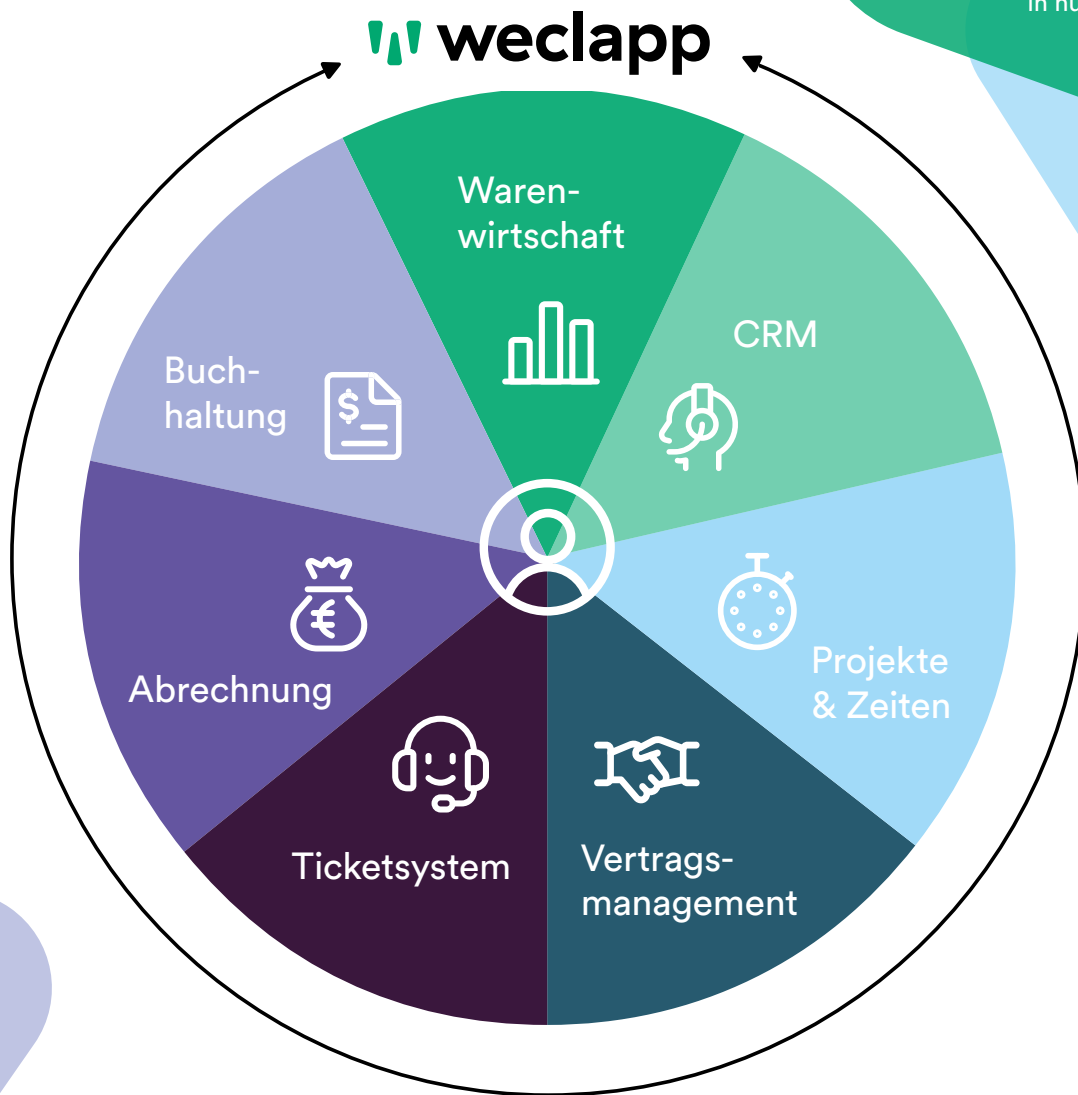 weclapp
Waren-
wirtschaft
CRM
Buch-
haltung
Projekte
& Zeiten
Abrechnung
Vertrags-
management
Ticketsystem